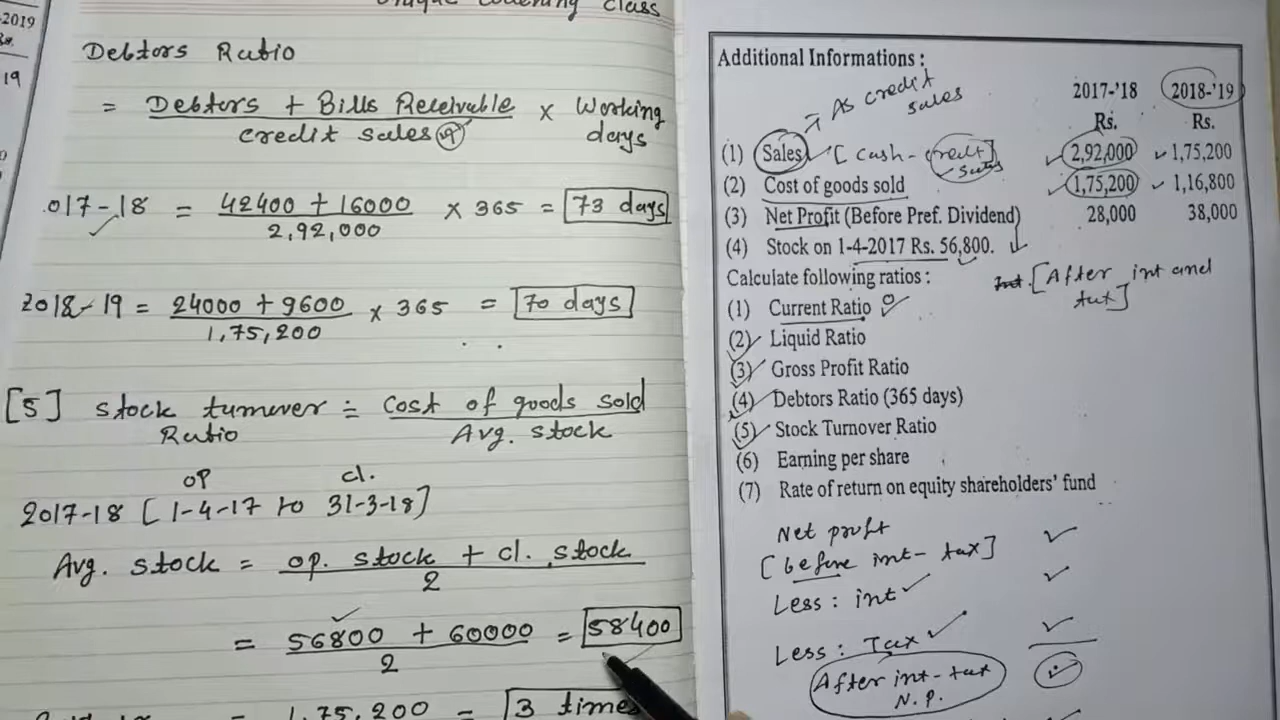 -2019
Rs.
19
Unique Coaching Class
Debtors Ratio
= Debtors + Bills Receivable × Working
credit sales days
.017-18 = 42400 + 16000 × 365 = 73 days
2,92,000
2018-19 = 24000 + 9600 × 365 = 70 days
1,75,200
[5] Stock turnover = Cost of goods sold
Ratio Avg. stock
OP cl.
2017-18 [1-4-17 to 31-3-18]
Avg. stock = op. stock + cl. stock
2
= 56800 + 60000 = 58400
2
= 1,75,200 = 3 times
Additional Informations :
As credit
sales
2017-'18 2018-'19
Rs. Rs.
(1) Sales [cash - credit] 2,92,000 1,75,200
sales
(2) Cost of goods sold 1,75,200 1,16,800
(3) Net Profit (Before Pref. Dividend) 28,000 38,000
(4) Stock on 1-4-2017 Rs. 56,800.
[After int and
tax]
Calculate following ratios :
(1) Current Ratio
(2) Liquid Ratio
(3) Gross Profit Ratio
(4) Debtors Ratio (365 days)
(5) Stock Turnover Ratio
(6) Earning per share
(7) Rate of return on equity shareholders' fund
Net profit
[before int - tax]
Less : int
Less : Tax
After int - tax
N.P.